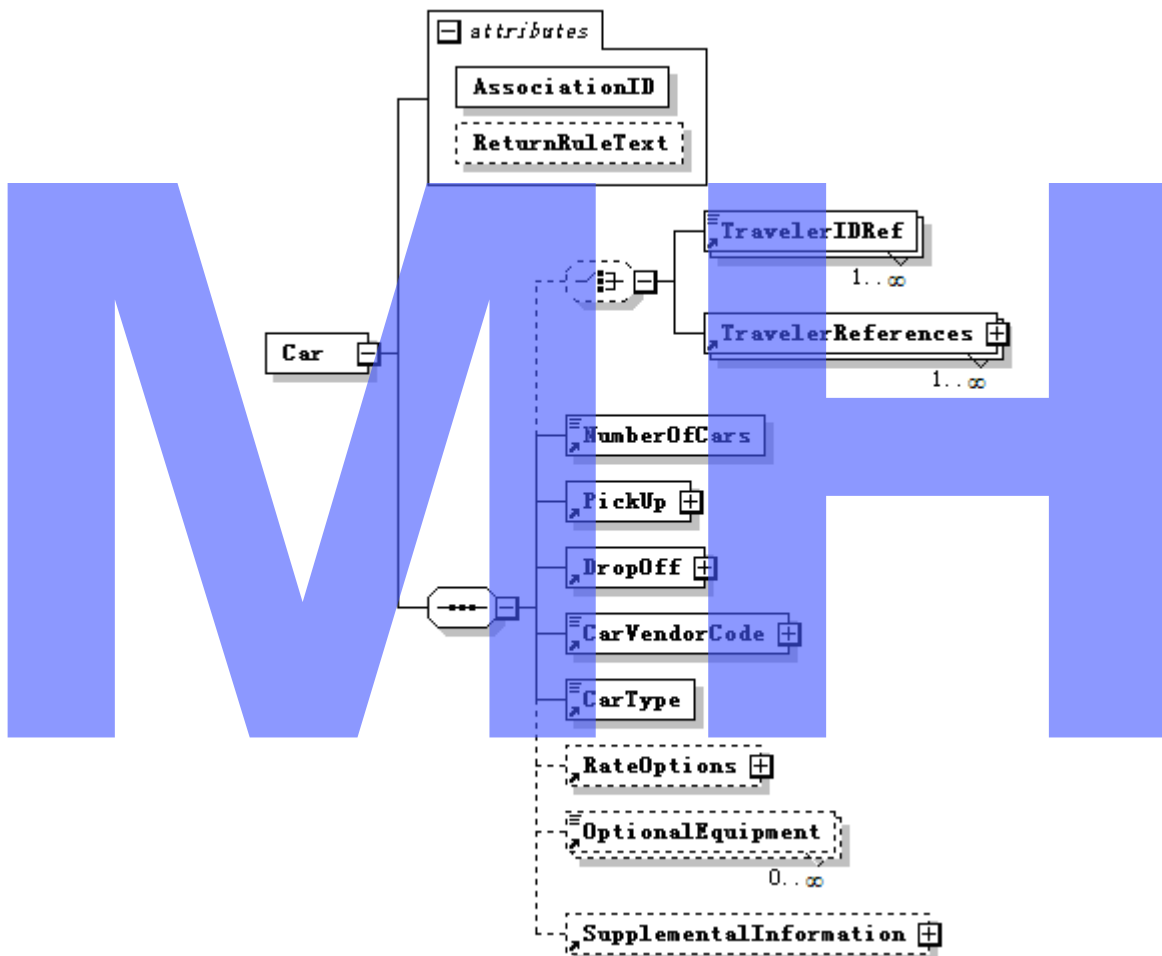 attributes
AssociationID
ReturnRuleText
TravelerIDRef
1..∞
TravelerReferences
1..∞
Car
NumberOfCars
PickUp
DropOff
CarVendorCode
CarType
RateOptions
OptionalEquipment
0..∞
SupplementalInformation
MH